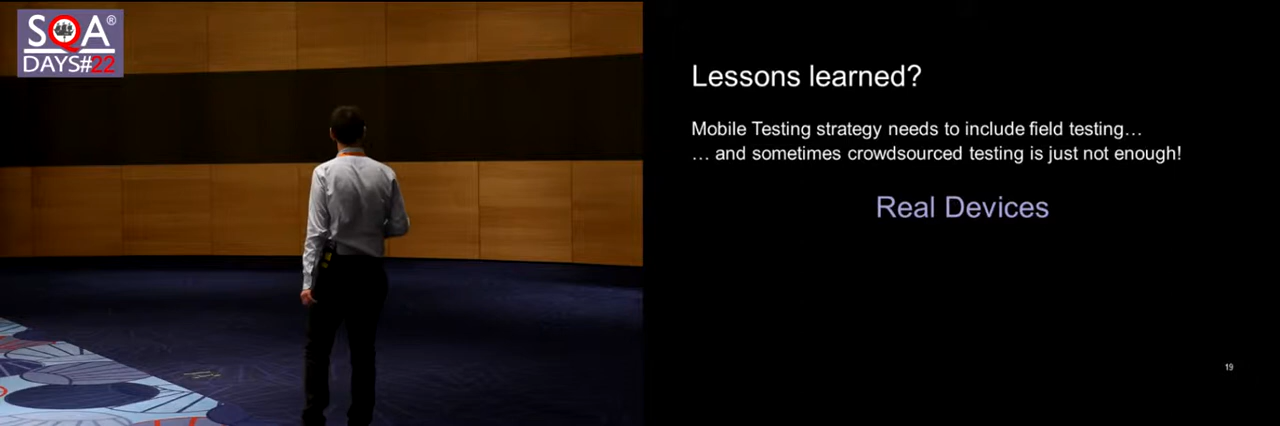 SQA®
DAYS#22
Lessons learned?
Mobile Testing strategy needs to include field testing…
… and sometimes crowdsourced testing is just not enough!
Real Devices
19